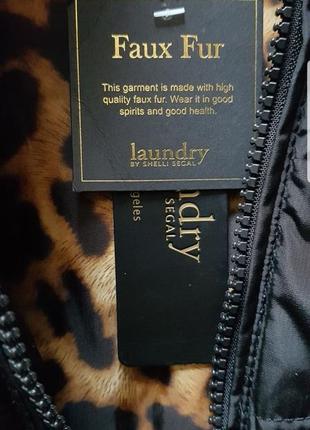 Faux Fur
This garment is made with high
quality faux fur. Wear it in good
spirits and good health.
laundry
BY SHELLI SEGAL
ndry
SEGAL
geles